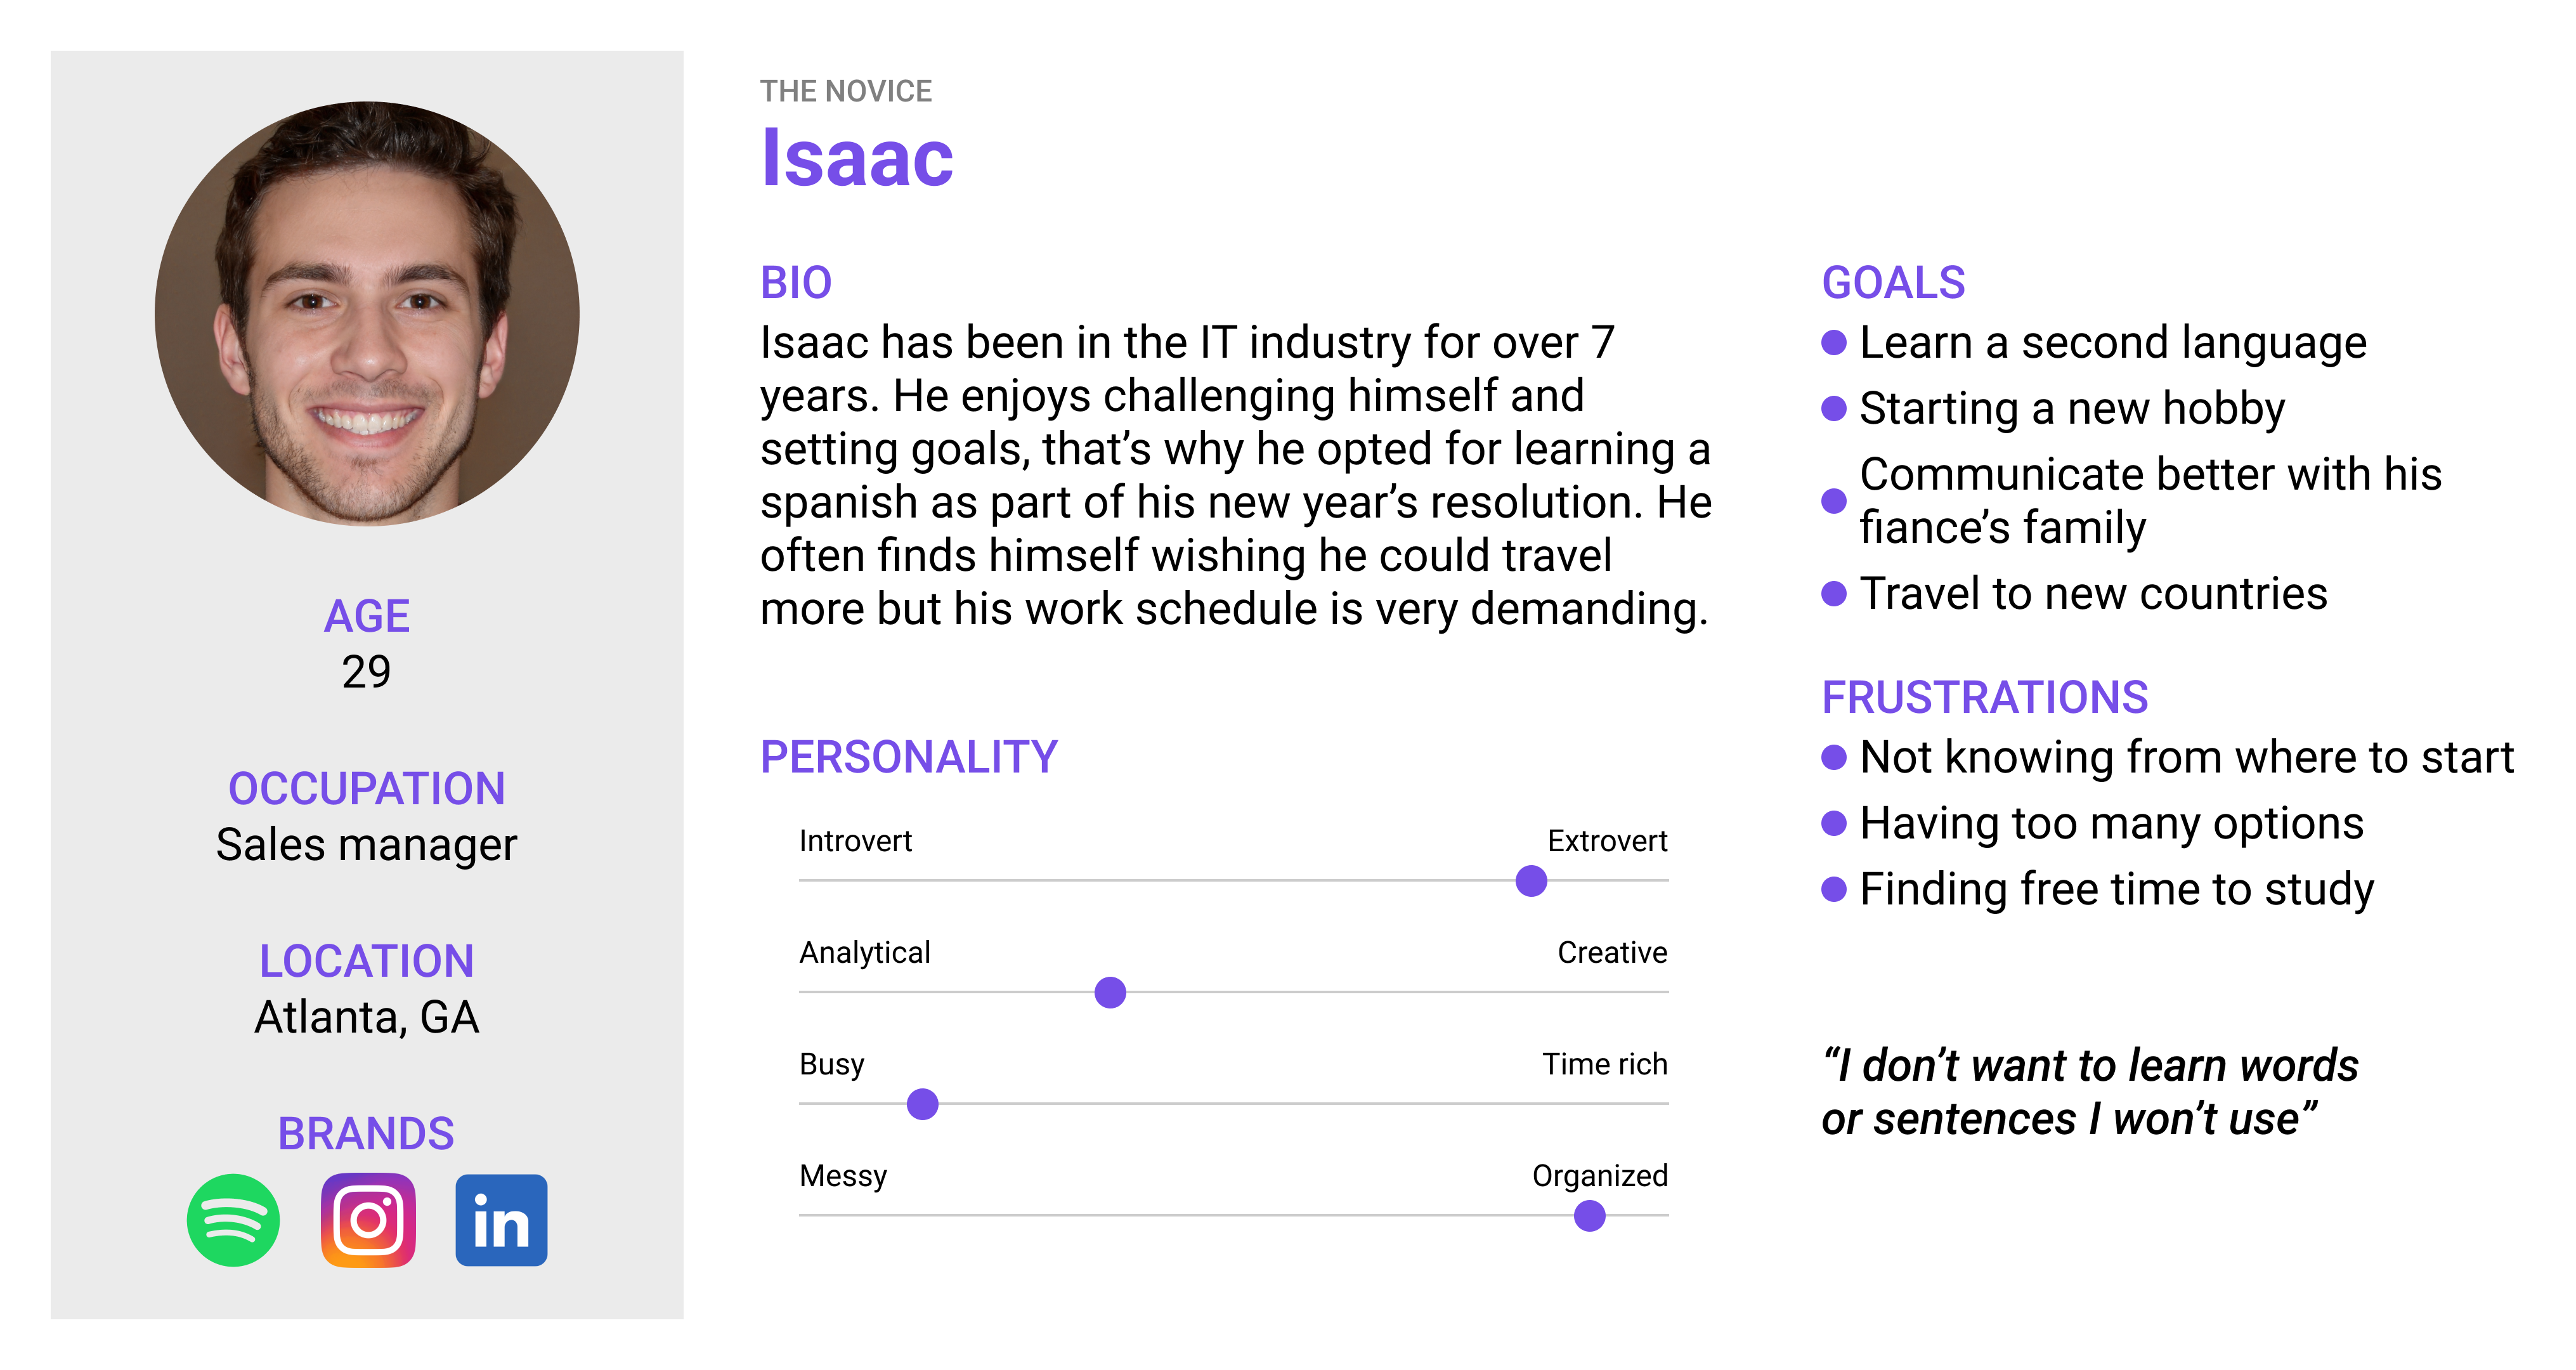 THE NOVICE
Isaac
AGE
29
OCCUPATION
Sales manager
LOCATION
Atlanta, GA
BRANDS
in
BIO
Isaac has been in the IT industry for over 7
years. He enjoys challenging himself and
setting goals, that’s why he opted for learning a
spanish as part of his new year’s resolution. He
often finds himself wishing he could travel
more but his work schedule is very demanding.
PERSONALITY
Introvert Extrovert
Analytical Creative
Busy Time rich
Messy Organized
GOALS
Learn a second language
Starting a new hobby
Communicate better with his
fiance’s family
Travel to new countries
FRUSTRATIONS
Not knowing from where to start
Having too many options
Finding free time to study
“I don’t want to learn words
or sentences I won’t use”